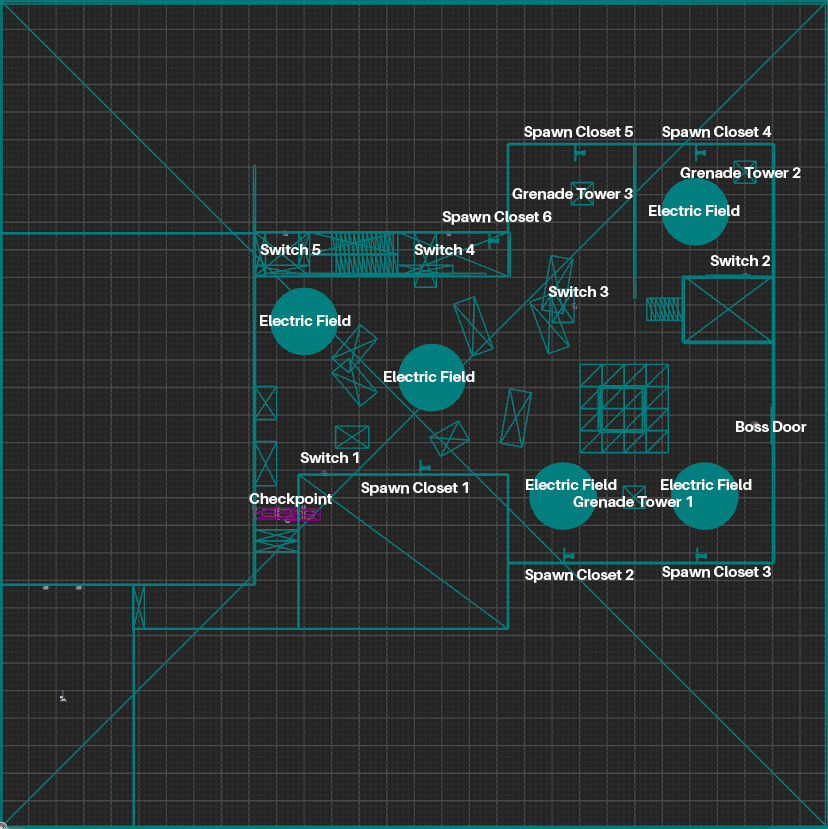 Spawn Closet 5
Spawn Closet 4
Grenade Tower 2
Grenade Tower 3
Electric Field
Spawn Closet 6
Switch 5
Switch 4
Switch 2
Switch 3
Electric Field
Electric Field
Boss Door
Switch 1
Spawn Closet 1
Electric Field
Electric Field
Checkpoint
Grenade Tower 1
Spawn Closet 2
Spawn Closet 3